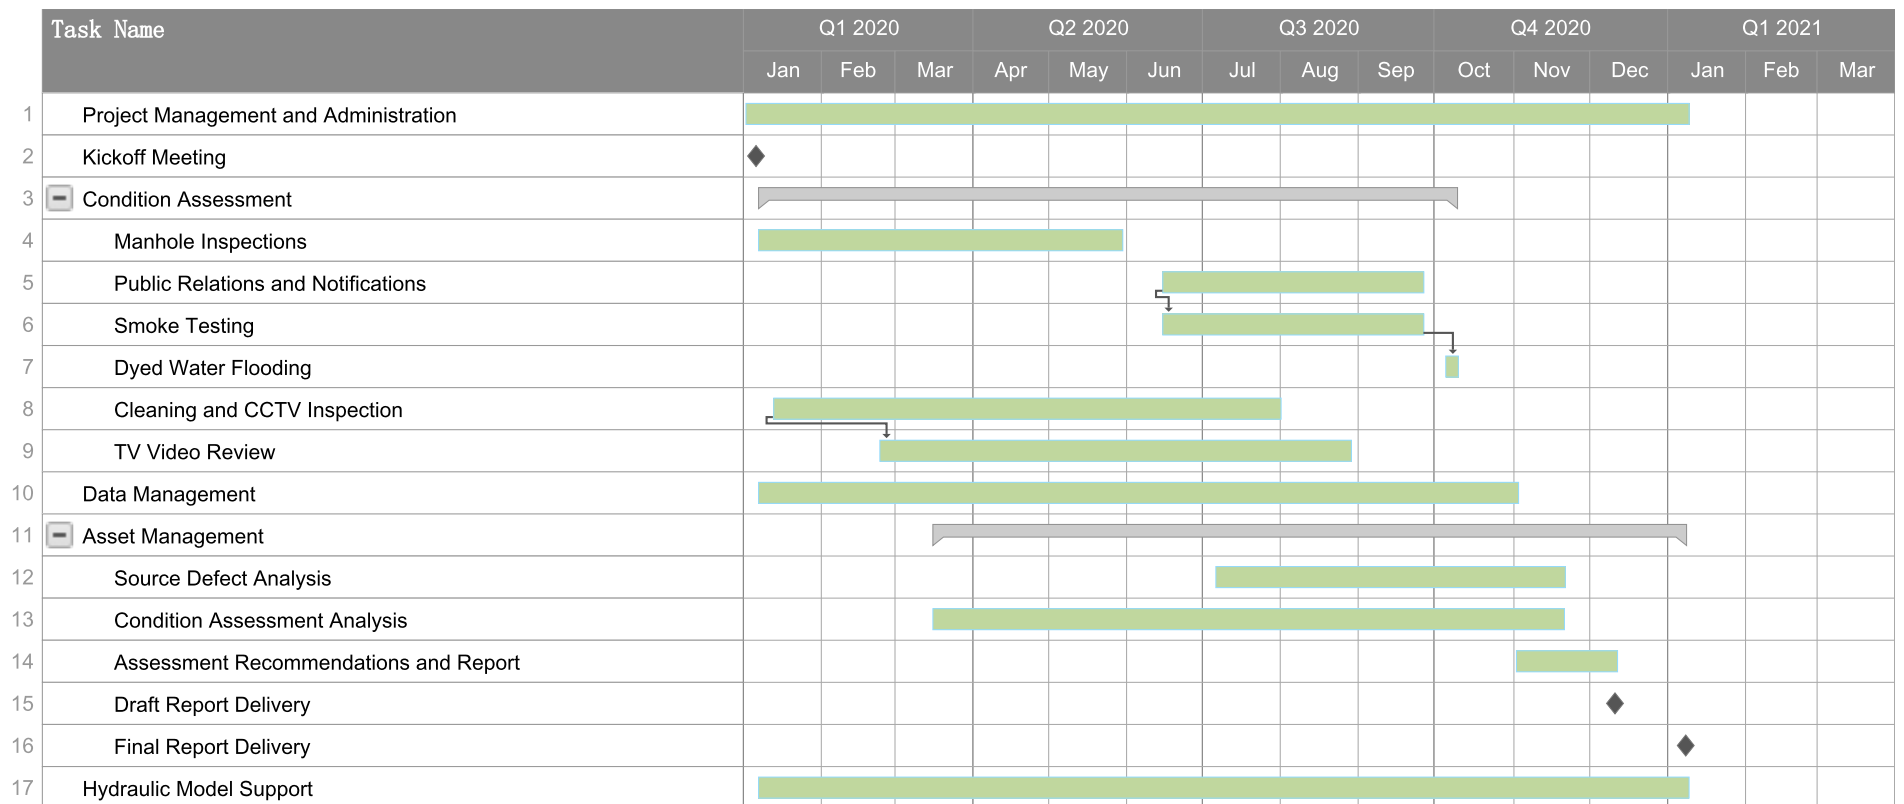 Task Name
Q1 2020 Q2 2020 Q3 2020 Q4 2020 Q1 2021
Jan Feb Mar Apr May Jun Jul Aug Sep Oct Nov Dec Jan Feb Mar
1 Project Management and Administration
2 Kickoff Meeting
3 Condition Assessment
4 Manhole Inspections
5 Public Relations and Notifications
6 Smoke Testing
7 Dyed Water Flooding
8 Cleaning and CCTV Inspection
9 TV Video Review
10 Data Management
11 Asset Management
12 Source Defect Analysis
13 Condition Assessment Analysis
14 Assessment Recommendations and Report
15 Draft Report Delivery
16 Final Report Delivery
17 Hydraulic Model Support